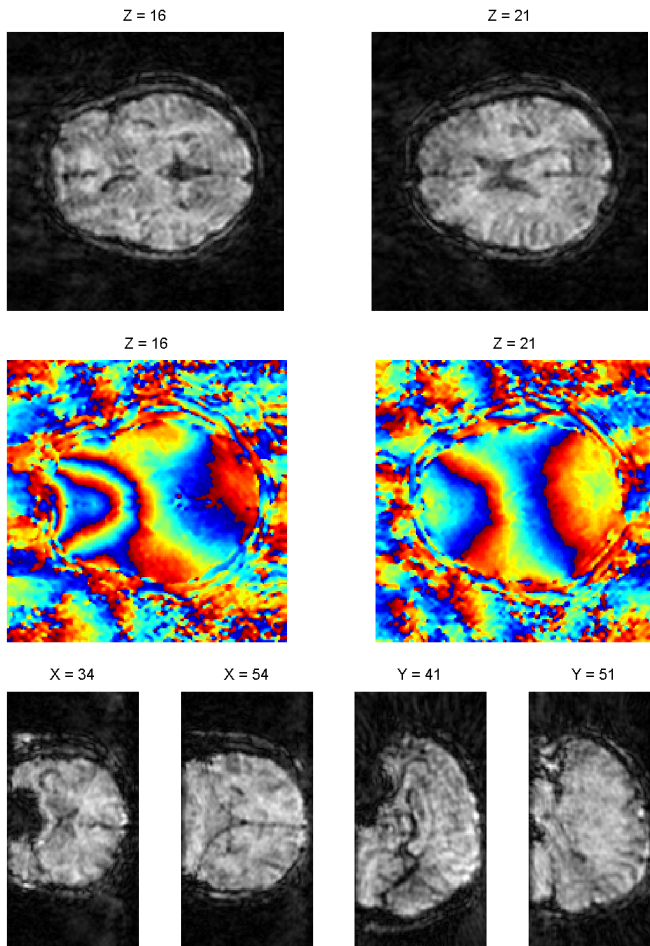 Z = 16
Z = 21
Z = 16
Z = 21
X = 34
X = 54
Y = 41
Y = 51